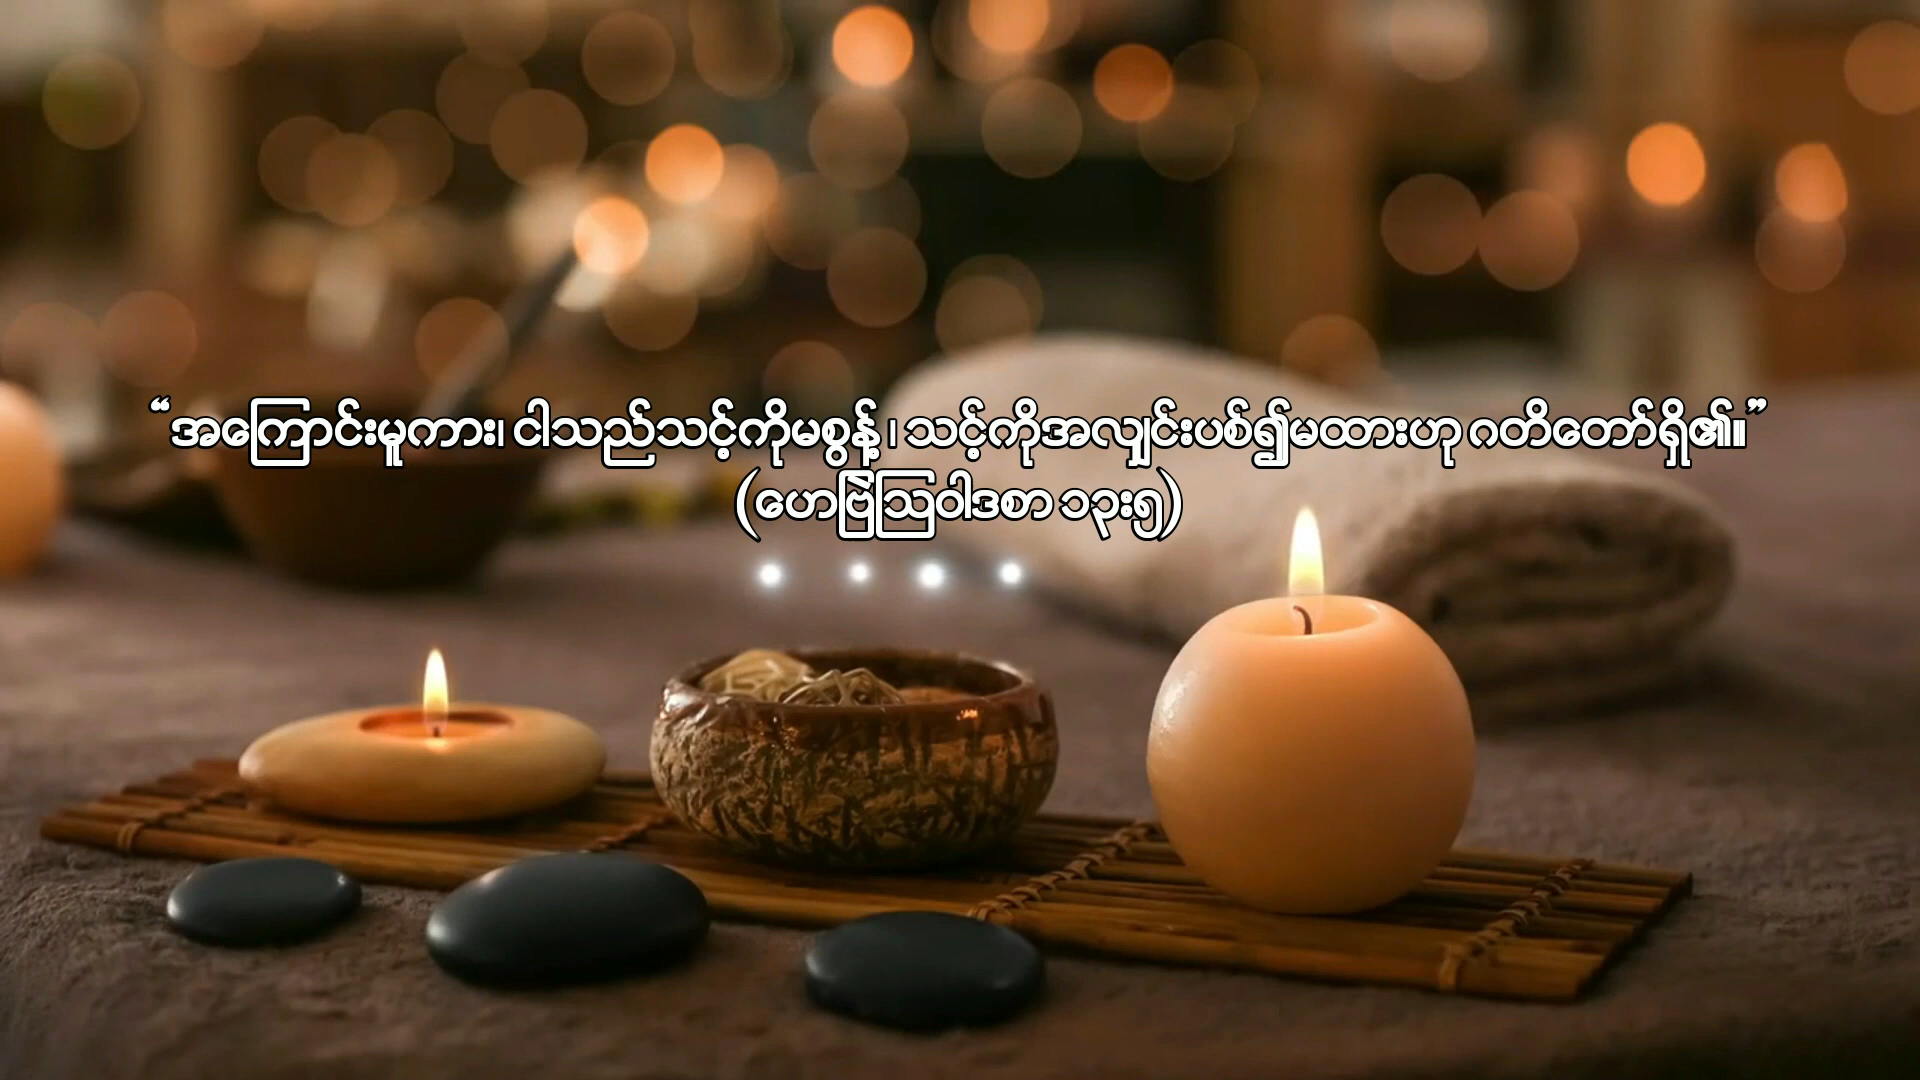 “အကြောင်းမူကား၊ ငါသည်သင့်ကိုမစွန့်၊ သင့်ကိုအလျှင်းပစ်၍မထားဟု ဂတိတော်ရှိ၏။”
(ဟေဗြဲဩဝါဒစာ ၁၃း၅)